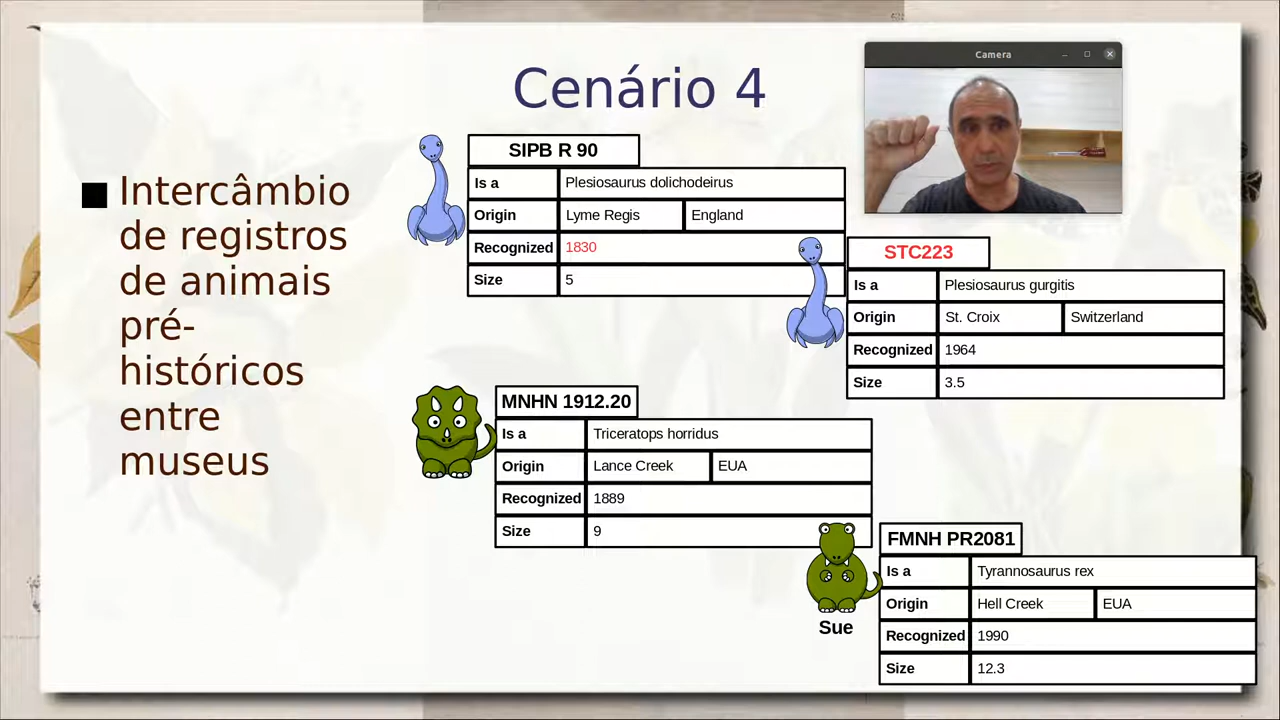 Cenário 4
Camera
■ Intercâmbio
de registros
de animais
pré-
históricos
entre
museus
SIPB R 90
Is a Plesiosaurus dolichodeirus
Origin Lyme Regis England
Recognized 1830
Size 5
STC223
Is a Plesiosaurus gurgitis
Origin St. Croix Switzerland
Recognized 1964
Size 3.5
MNHN 1912.20
Is a Triceratops horridus
Origin Lance Creek EUA
Recognized 1889
Size 9
FMNH PR2081
Is a Tyrannosaurus rex
Origin Hell Creek EUA
Recognized 1990
Size 12.3
Sue